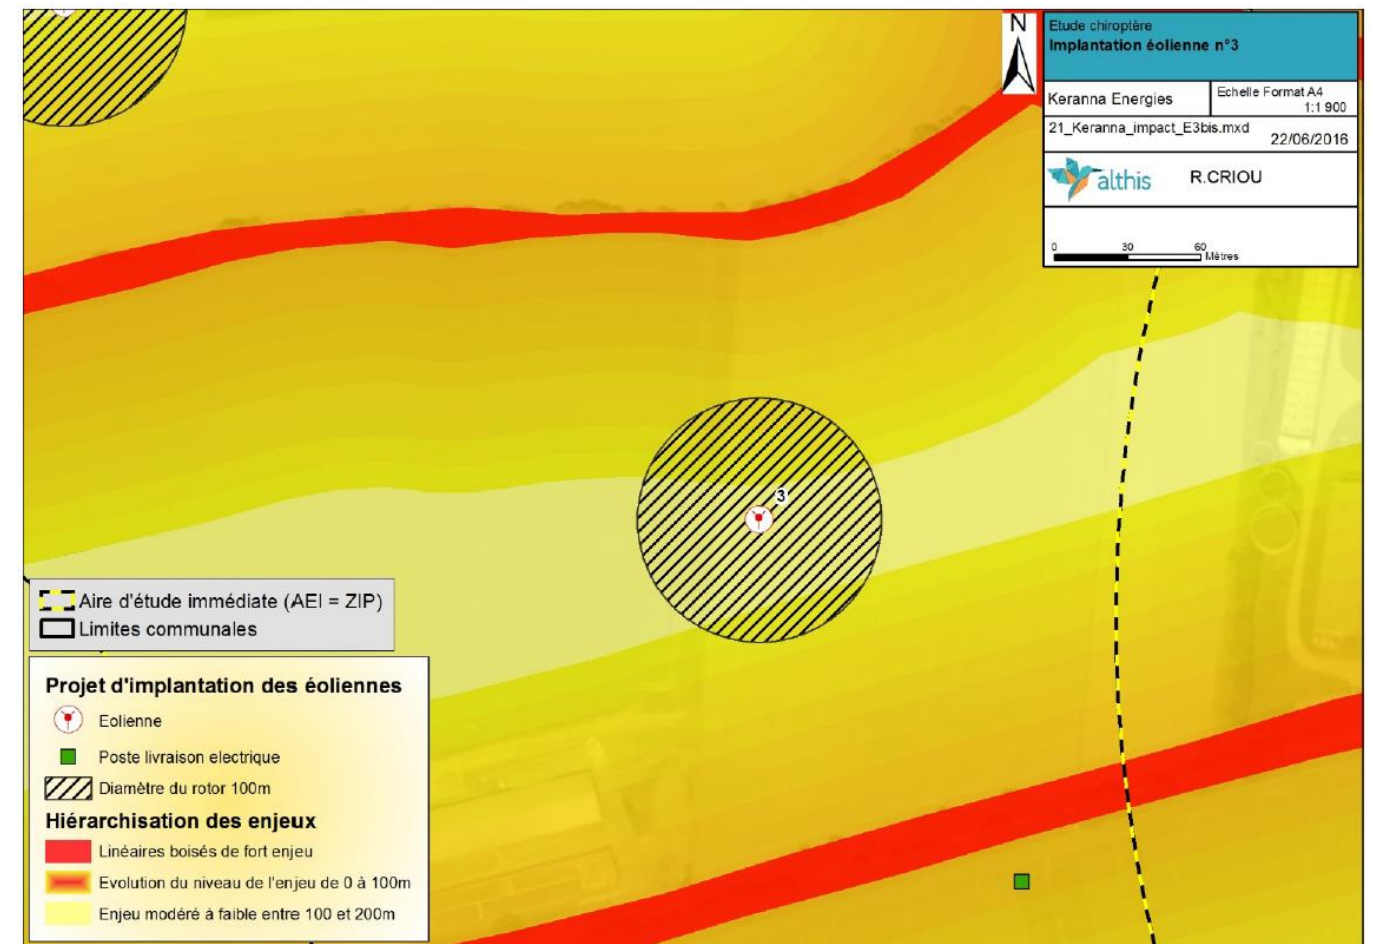 N
Etude chiroptère
Implantation éolienne n°3
Keranna Energies
Echelle Format A4
1:1 900
21_Keranna_impact_E3bis.mxd
22/06/2016
althis
R.CRIOU
0 30 60
Mètres
3
Aire d'étude immédiate (AEI = ZIP)
Limites communales
Projet d'implantation des éoliennes
Eolienne
Poste livraison electrique
Diamètre du rotor 100m
Hiérarchisation des enjeux
Linéaires boisés de fort enjeu
Evolution du niveau de l'enjeu de 0 à 100m
Enjeu modéré à faible entre 100 et 200m